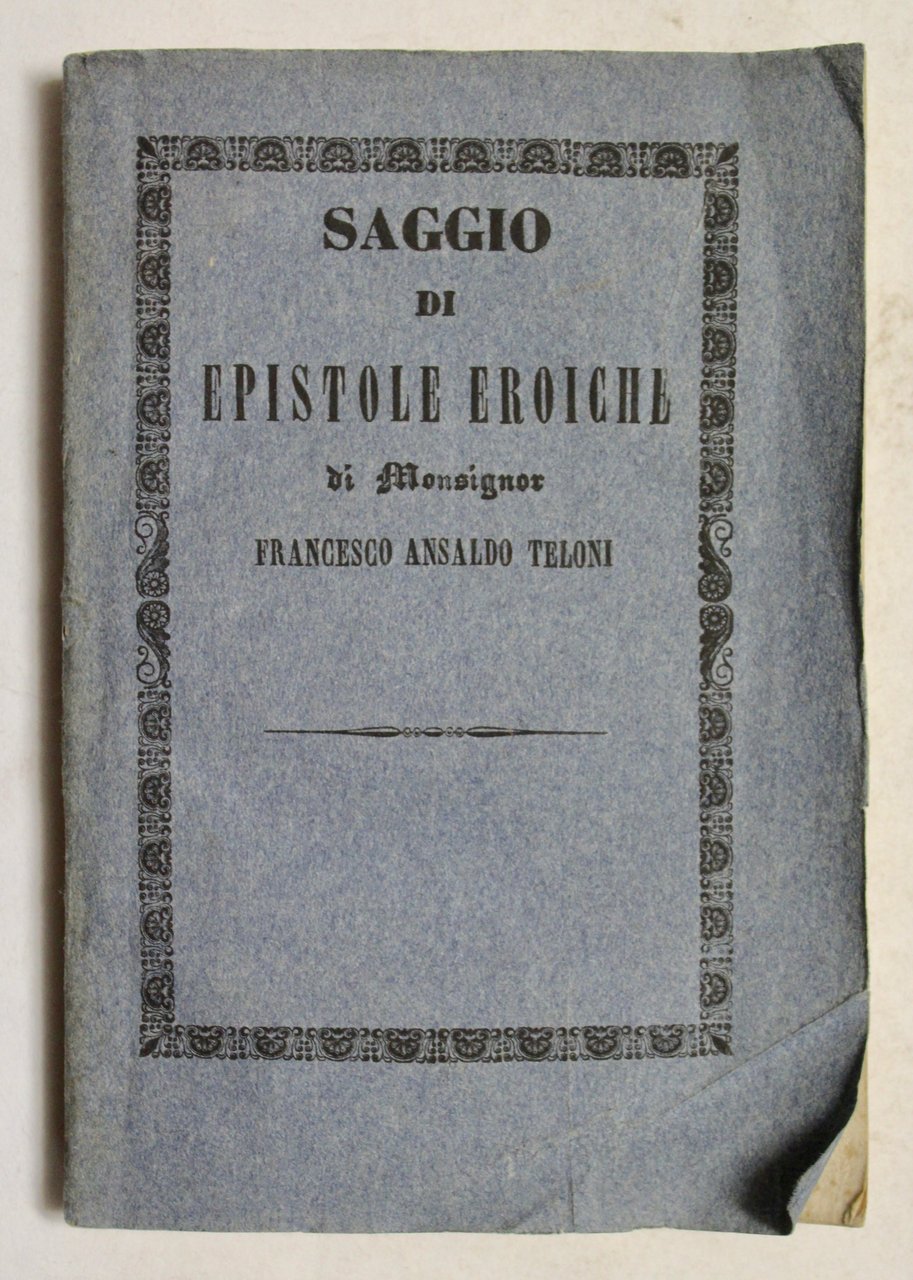 SAGGIO
DI
EPISTOLE EROICHE
di Monsignor
FRANCESCO ANSALDO TELONI